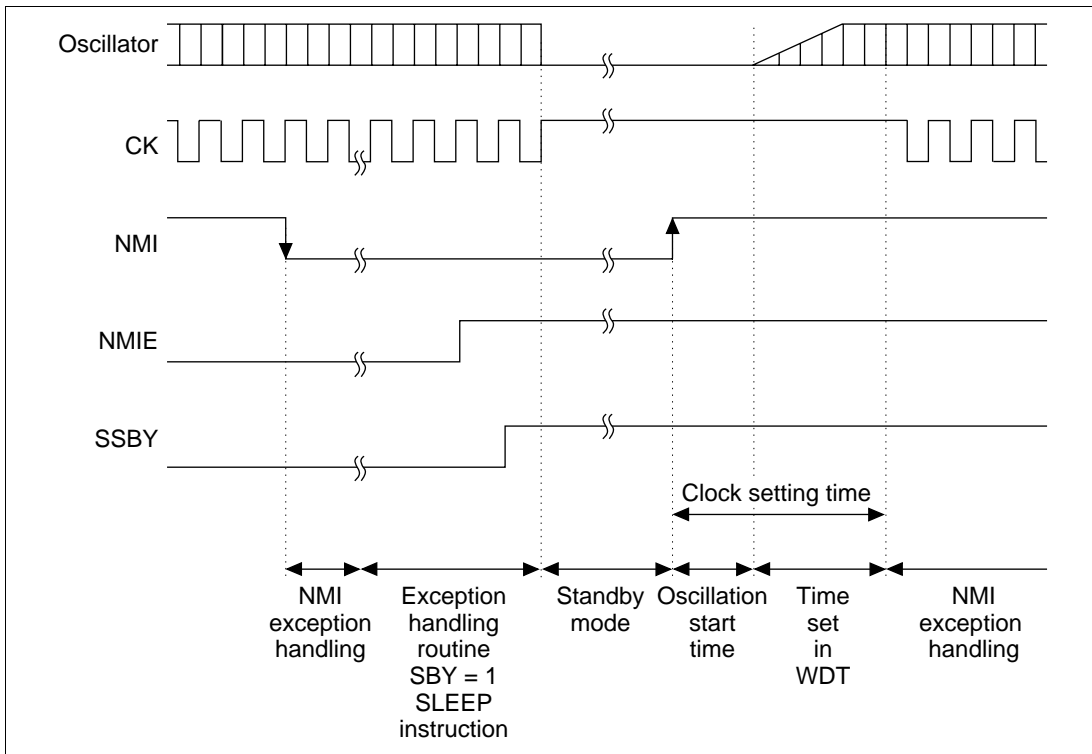 Oscillator
CK
NMI
NMIE
SSBY
Clock setting time
NMI
exception
handling
Exception
handling
routine
SBY = 1
SLEEP
instruction
Standby
mode
Oscillation
start
time
Time
set
in
WDT
NMI
exception
handling